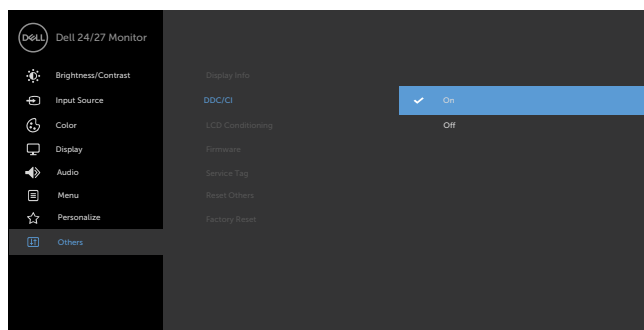 DELL
Dell 24/27 Monitor
Brightness/Contrast
Input Source
Color
Display
Audio
Menu
Personalize
Others
Display Info
DDC/CI
LCD Conditioning
Firmware
Service Tag
Reset Others
Factory Reset
On
Off